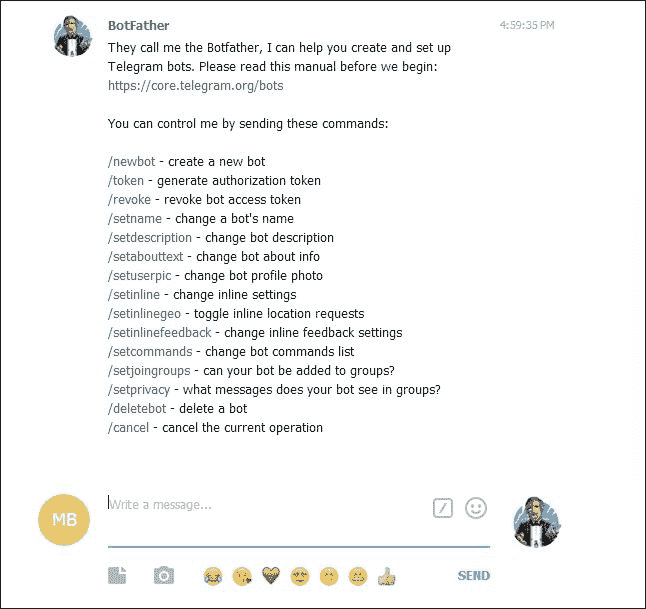 BotFather 4:59:35 PM
They call me the Botfather, I can help you create and set up
Telegram bots. Please read this manual before we begin:
https://core.telegram.org/bots
You can control me by sending these commands:
/newbot - create a new bot
/token - generate authorization token
/revoke - revoke bot access token
/setname - change a bot's name
/setdescription - change bot description
/setabouttext - change bot about info
/setuserpic - change bot profile photo
/setinline - change inline settings
/setinlinegeo - toggle inline location requests
/setinlinefeedback - change inline feedback settings
/setcommands - change bot commands list
/setjoingroups - can your bot be added to groups?
/setprivacy - what messages does your bot see in groups?
/deletebot - delete a bot
/cancel - cancel the current operation
MB
Write a message...
SEND